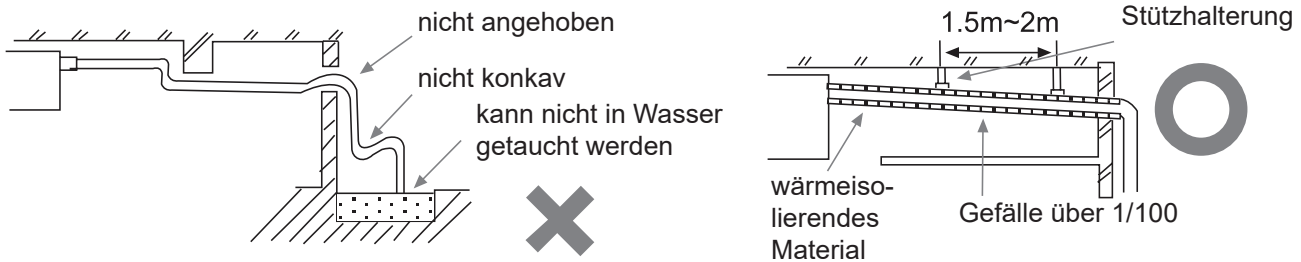 nicht angehoben
nicht konkav
kann nicht in Wasser
getaucht werden
1.5m~2m
Stützhalterung
wärmeiso-
lierendes
Material
Gefälle über 1/100